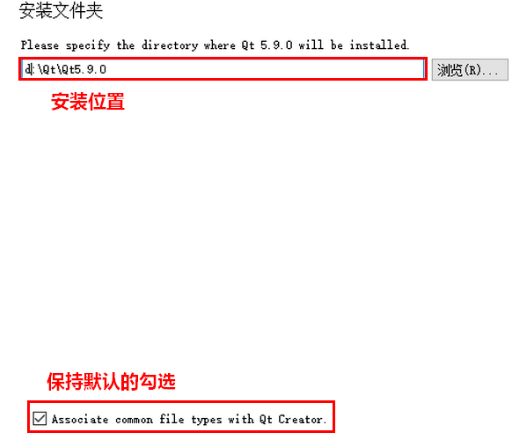 安装文件夹
Please specify the directory where Qt 5.9.0 will be installed.
d:\Qt\Qt5.9.0
浏览(R)...
安装位置
保持默认的勾选
Associate common file types with Qt Creator.